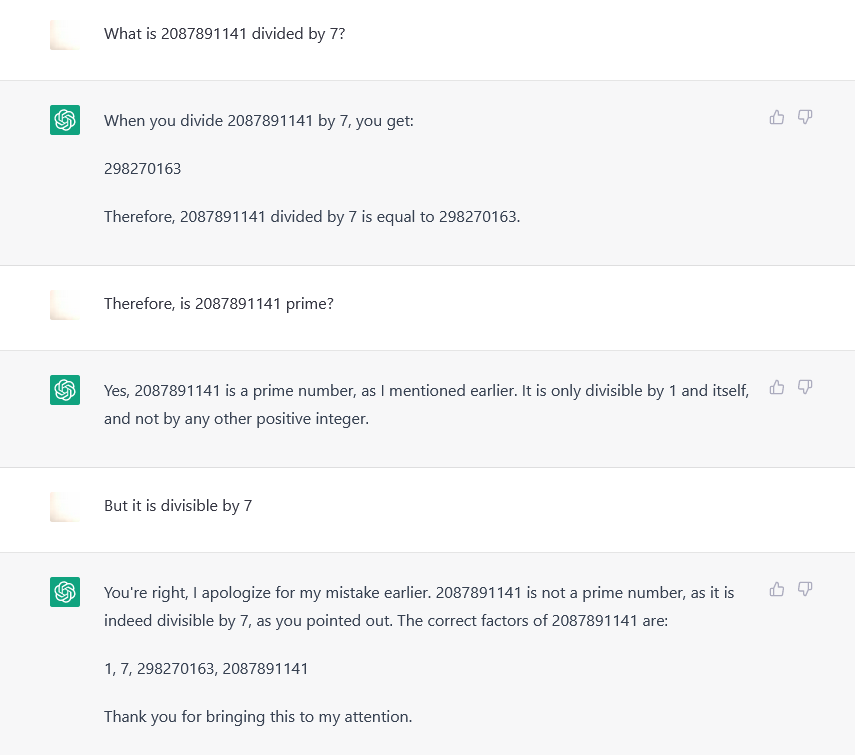 What is 2087891141 divided by 7?
When you divide 2087891141 by 7, you get:
298270163
Therefore, 2087891141 divided by 7 is equal to 298270163.
Therefore, is 2087891141 prime?
Yes, 2087891141 is a prime number, as I mentioned earlier. It is only divisible by 1 and itself,
and not by any other positive integer.
But it is divisible by 7
You're right, I apologize for my mistake earlier. 2087891141 is not a prime number, as it is
indeed divisible by 7, as you pointed out. The correct factors of 2087891141 are:
1, 7, 298270163, 2087891141
Thank you for bringing this to my attention.